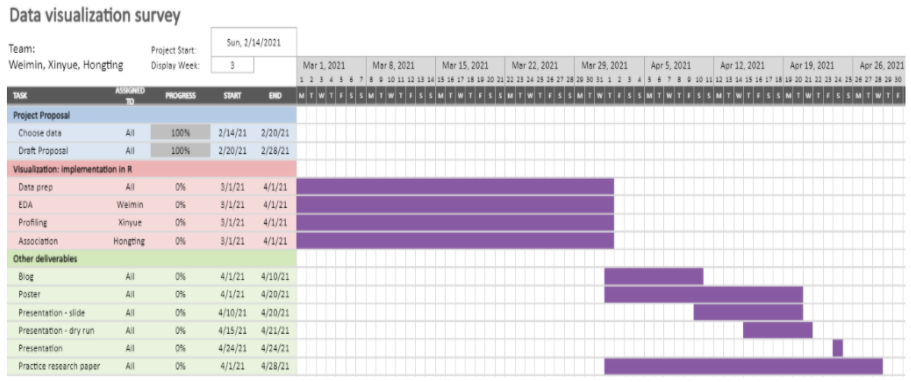 Data visualization survey
Sun, 2/14/2021
Team: Project Start:
Weimin, Xinyue, Hongting Display Week: 3
Mar 1, 2021 Mar 8, 2021 Mar 15, 2021 Mar 22, 2021 Mar 29, 2021 Apr 5, 2021 Apr 12, 2021 Apr 19, 2021 Apr 26, 2021
1 2 3 4 5 6 7 8 9 10 11 12 13 14 15 16 17 18 19 20 21 22 23 24 25 26 27 28 29 30 31 1 2 3 4 5 6 7 8 9 10 11 12 13 14 15 16 17 18 19 20 21 22 23 24 25 26 27 28 29 30
TASK ASSIGNED TO PROGRESS START END M T W T F S S M T W T F S S M T W T F S S M T W T F S S M T W T F S S M T W T F S S M T W T F S S M T W T F S S M T W T F
Project Proposal
Choose data All 100% 2/14/21 2/20/21
Draft Proposal All 100% 2/20/21 2/28/21
Visualization: Implementation in R
Data prep All 0% 3/1/21 4/1/21
EDA Weimin 0% 3/1/21 4/1/21
Profiling Xinyue 0% 3/1/21 4/1/21
Association Hongting 0% 3/1/21 4/1/21
Other deliverables
Blog All 0% 4/1/21 4/10/21
Poster All 0% 4/1/21 4/20/21
Presentation - slide All 0% 4/10/21 4/20/21
Presentation - dry run All 0% 4/15/21 4/21/21
Presentation All 0% 4/24/21 4/24/21
Practice research paper All 0% 4/1/21 4/28/21